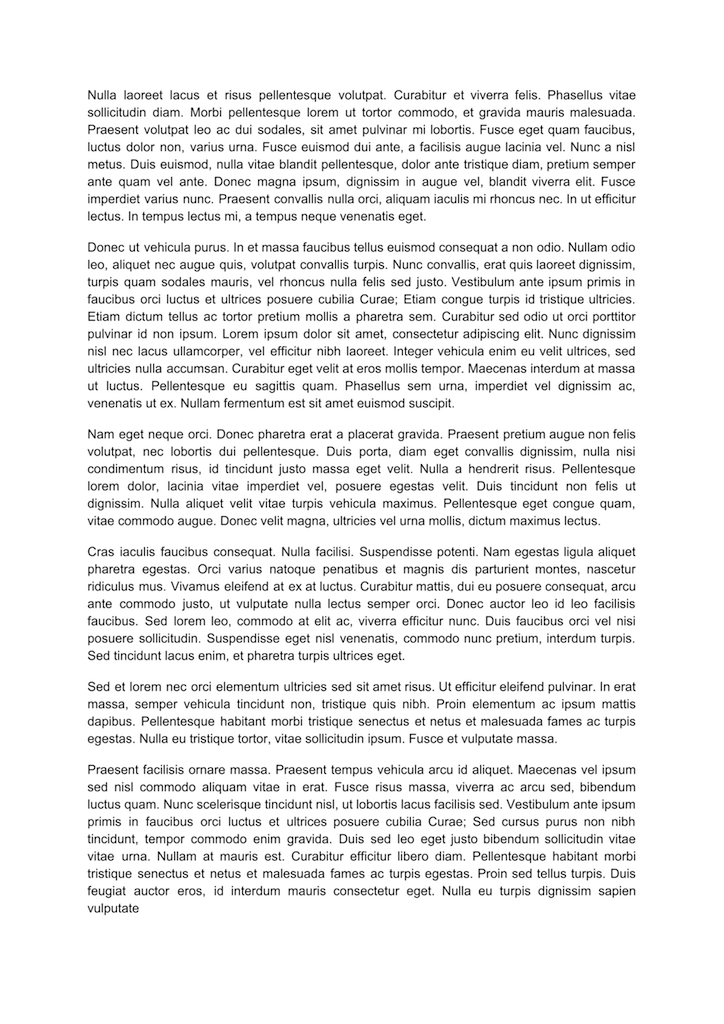 Nulla laoreet lacus et risus pellentesque volutpat. Curabitur et viverra felis. Phasellus vitae
sollicitudin diam. Morbi pellentesque lorem ut tortor commodo, et gravida mauris malesuada.
Praesent volutpat leo ac dui sodales, sit amet pulvinar mi lobortis. Fusce eget quam faucibus,
luctus dolor non, varius urna. Fusce euismod dui ante, a facilisis augue lacinia vel. Nunc a nisl
metus. Duis euismod, nulla vitae blandit pellentesque, dolor ante tristique diam, pretium semper
ante quam vel ante. Donec magna ipsum, dignissim in augue vel, blandit viverra elit. Fusce
imperdiet varius nunc. Praesent convallis nulla orci, aliquam iaculis mi rhoncus nec. In ut efficitur
lectus. In tempus lectus mi, a tempus neque venenatis eget.
Donec ut vehicula purus. In et massa faucibus tellus euismod consequat a non odio. Nullam odio
leo, aliquet nec augue quis, volutpat convallis turpis. Nunc convallis, erat quis laoreet dignissim,
turpis quam sodales mauris, vel rhoncus nulla felis sed justo. Vestibulum ante ipsum primis in
faucibus orci luctus et ultrices posuere cubilia Curae; Etiam congue turpis id tristique ultricies.
Etiam dictum tellus ac tortor pretium mollis a pharetra sem. Curabitur sed odio ut orci porttitor
pulvinar id non ipsum. Lorem ipsum dolor sit amet, consectetur adipiscing elit. Nunc dignissim
nisl nec lacus ullamcorper, vel efficitur nibh laoreet. Integer vehicula enim eu velit ultrices, sed
ultricies nulla accumsan. Curabitur eget velit at eros mollis tempor. Maecenas interdum at massa
ut luctus. Pellentesque eu sagittis quam. Phasellus sem urna, imperdiet vel dignissim ac,
venenatis ut ex. Nullam fermentum est sit amet euismod suscipit.
Nam eget neque orci. Donec pharetra erat a placerat gravida. Praesent pretium augue non felis
volutpat, nec lobortis dui pellentesque. Duis porta, diam eget convallis dignissim, nulla nisi
condimentum risus, id tincidunt justo massa eget velit. Nulla a hendrerit risus. Pellentesque
lorem dolor, lacinia vitae imperdiet vel, posuere egestas velit. Duis tincidunt non felis ut
dignissim. Nulla aliquet velit vitae turpis vehicula maximus. Pellentesque eget congue quam,
vitae commodo augue. Donec velit magna, ultricies vel urna mollis, dictum maximus lectus.
Cras iaculis faucibus consequat. Nulla facilisi. Suspendisse potenti. Nam egestas ligula aliquet
pharetra egestas. Orci varius natoque penatibus et magnis dis parturient montes, nascetur
ridiculus mus. Vivamus eleifend at ex at luctus. Curabitur mattis, dui eu posuere consequat, arcu
ante commodo justo, ut vulputate nulla lectus semper orci. Donec auctor leo id leo facilisis
faucibus. Sed lorem leo, commodo at elit ac, viverra efficitur nunc. Duis faucibus orci vel nisi
posuere sollicitudin. Suspendisse eget nisl venenatis, commodo nunc pretium, interdum turpis.
Sed tincidunt lacus enim, et pharetra turpis ultrices eget.
Sed et lorem nec orci elementum ultricies sed sit amet risus. Ut efficitur eleifend pulvinar. In erat
massa, semper vehicula tincidunt non, tristique quis nibh. Proin elementum ac ipsum mattis
dapibus. Pellentesque habitant morbi tristique senectus et netus et malesuada fames ac turpis
egestas. Nulla eu tristique tortor, vitae sollicitudin ipsum. Fusce et vulputate massa.
Praesent facilisis ornare massa. Praesent tempus vehicula arcu id aliquet. Maecenas vel ipsum
sed nisl commodo aliquam vitae in erat. Fusce risus massa, viverra ac arcu sed, bibendum
luctus quam. Nunc scelerisque tincidunt nisl, ut lobortis lacus facilisis sed. Vestibulum ante ipsum
primis in faucibus orci luctus et ultrices posuere cubilia Curae; Sed cursus purus non nibh
tincidunt, tempor commodo enim gravida. Duis sed leo eget justo bibendum sollicitudin vitae
vitae urna. Nullam at mauris est. Curabitur efficitur libero diam. Pellentesque habitant morbi
tristique senectus et netus et malesuada fames ac turpis egestas. Proin sed tellus turpis. Duis
feugiat auctor eros, id interdum mauris consectetur eget. Nulla eu turpis dignissim sapien
vulputate